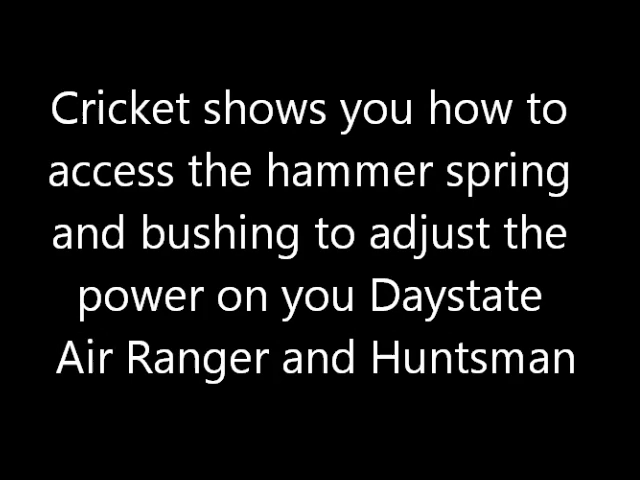 Cricket shows you how to
access the hammer spring
and bushing to adjust the
power on you Daystate
Air Ranger and Huntsman